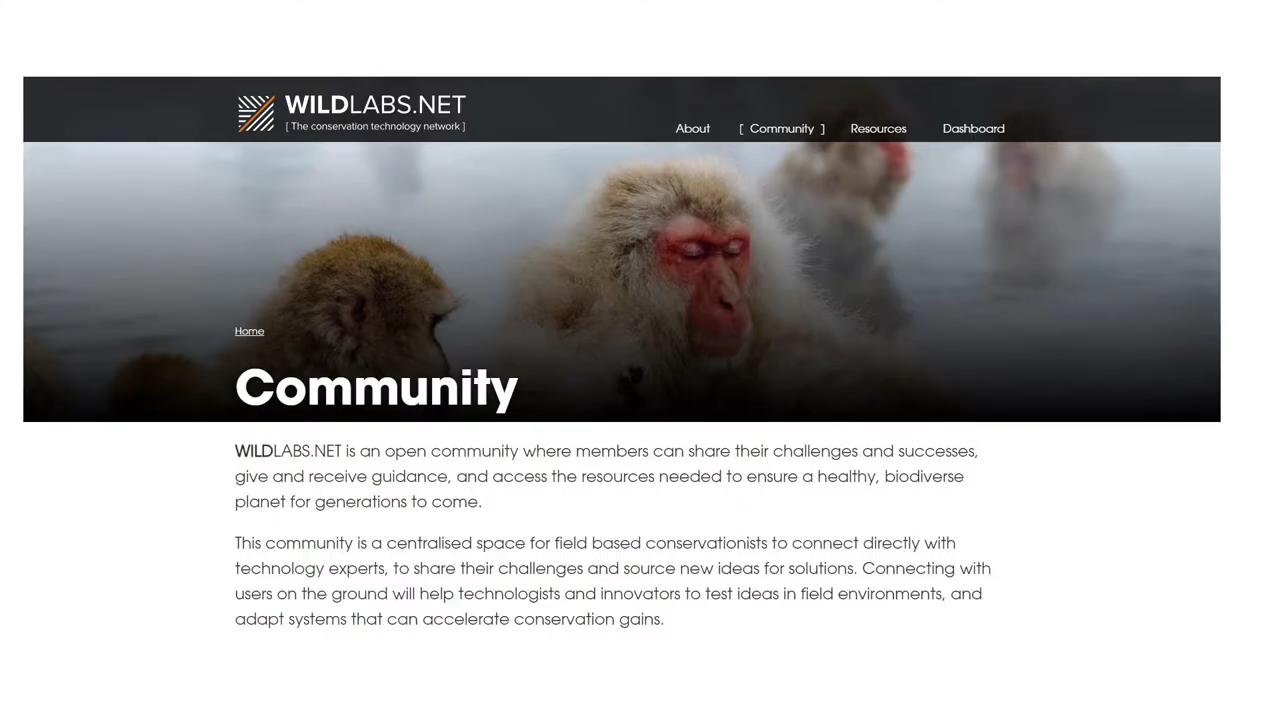 WILDLABS.NET
[ The conservation technology network ]
About
[ Community ]
Resources
Dashboard
Home
Community
WILDLABS.NET is an open community where members can share their challenges and successes,
give and receive guidance, and access the resources needed to ensure a healthy, biodiverse
planet for generations to come.
This community is a centralised space for field based conservationists to connect directly with
technology experts, to share their challenges and source new ideas for solutions. Connecting with
users on the ground will help technologists and innovators to test ideas in field environments, and
adapt systems that can accelerate conservation gains.